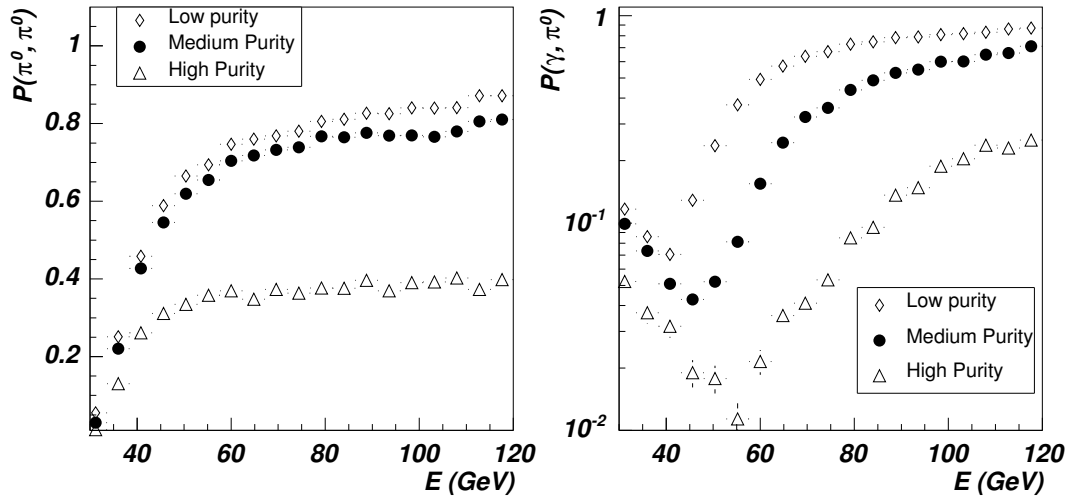 P(π⁰, π⁰)
1
0.8
0.6
0.4
0.2
Low purity
Medium Purity
High Purity
40 60 80 100 120
E (GeV)
P(γ, π⁰)
1
10⁻¹
10⁻²
Low purity
Medium Purity
High Purity
40 60 80 100 120
E (GeV)